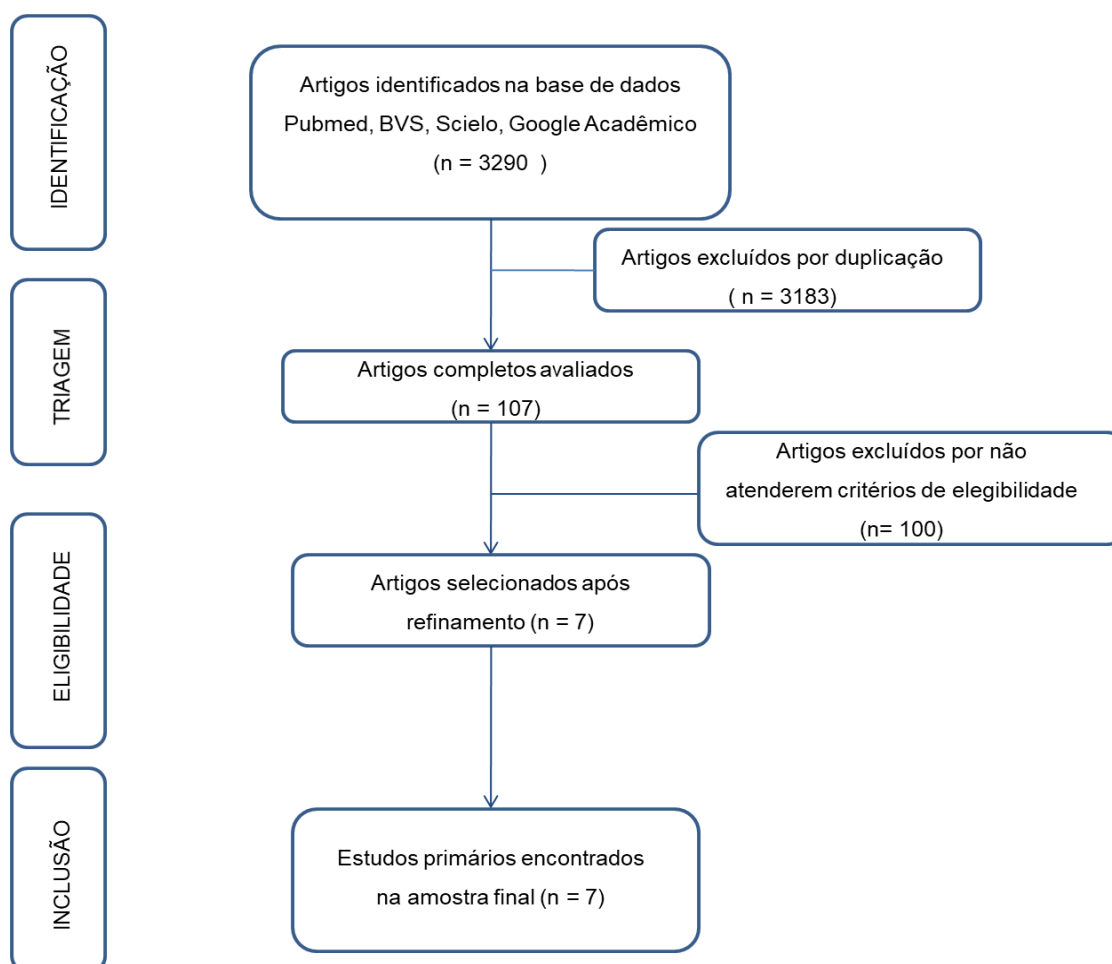 IDENTIFICAÇÃO
Artigos identificados na base de dados
Pubmed, BVS, Scielo, Google Acadêmico
(n = 3290 )
Artigos excluídos por duplicação
( n = 3183)
TRIAGEM
Artigos completos avaliados
(n = 107)
Artigos excluídos por não
atenderem critérios de elegibilidade
(n= 100)
ELIGIBILIDADE
Artigos selecionados após
refinamento (n = 7)
INCLUSÃO
Estudos primários encontrados
na amostra final (n = 7)